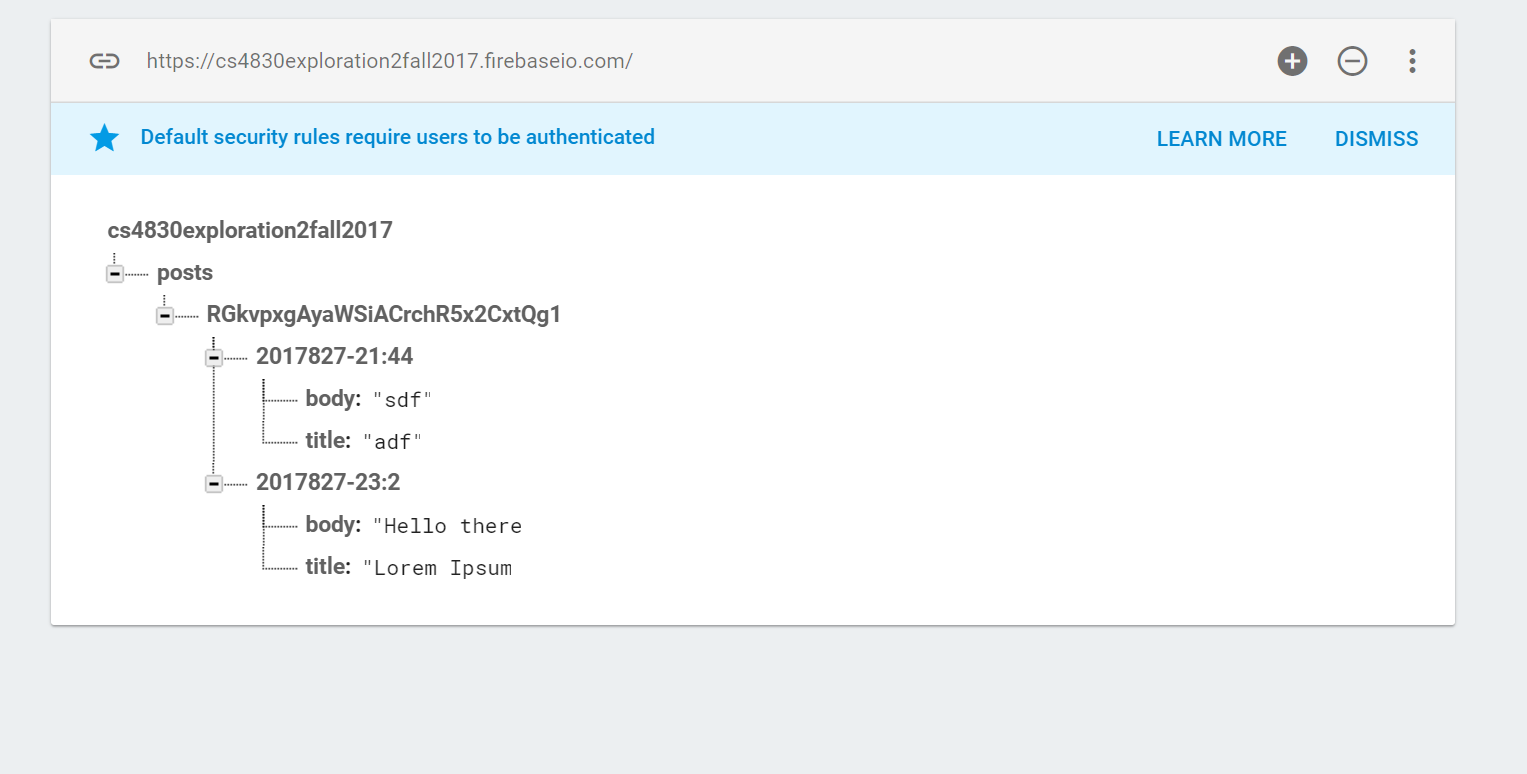 https://cs4830exploration2fall2017.firebaseio.com/
Default security rules require users to be authenticated LEARN MORE DISMISS
cs4830exploration2fall2017
posts
RGkvpxgAyaWSiACrchR5x2CxtQg1
2017827-21:44
body: "sdf"
title: "adf"
2017827-23:2
body: "Hello there
title: "Lorem Ipsum